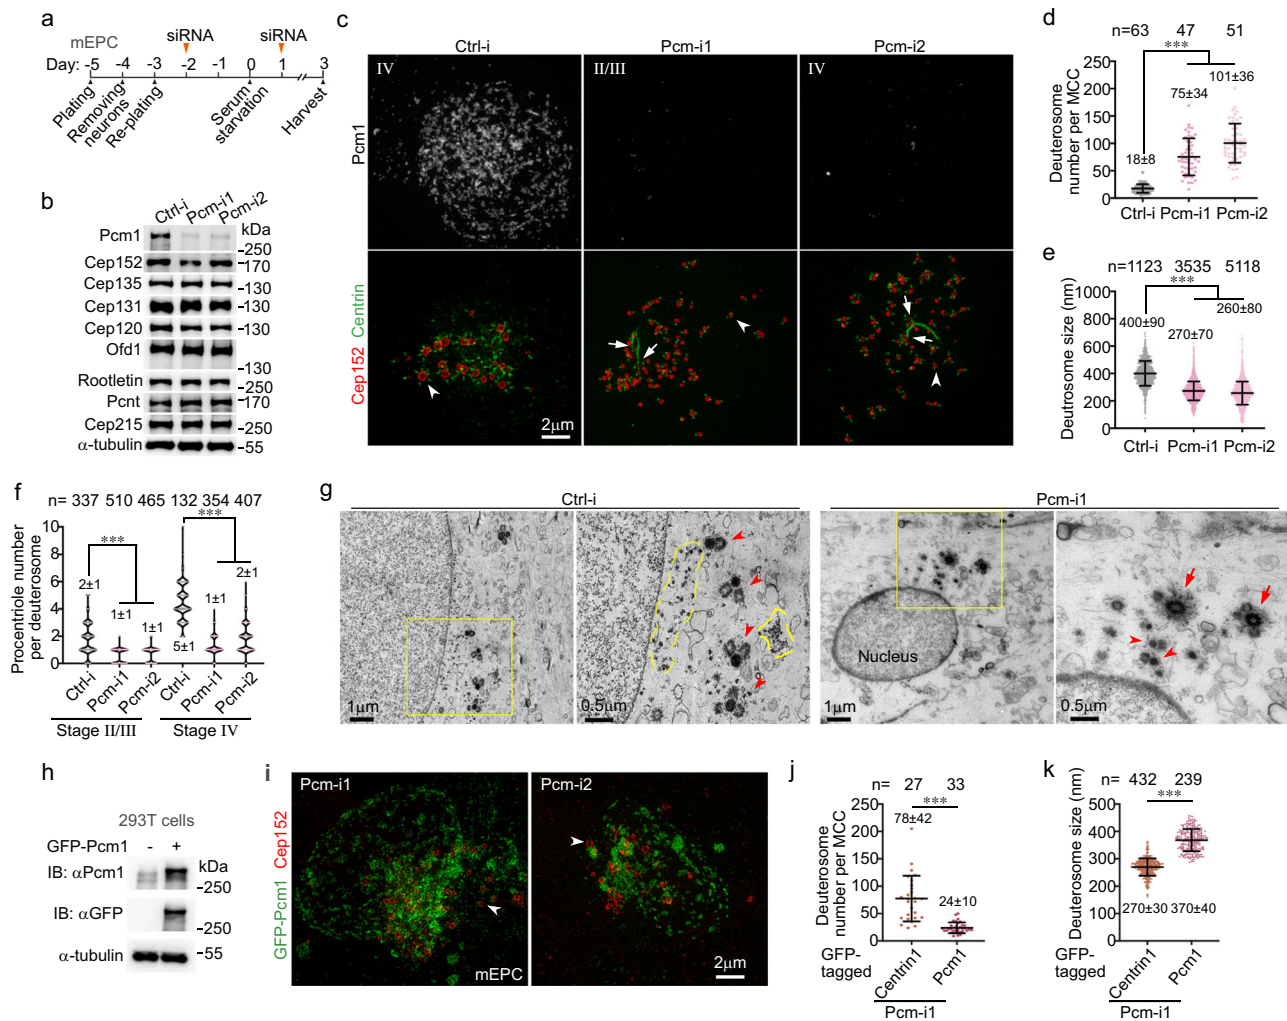 a
mEPC
siRNA
siRNA
Day:
-5
-4
-3
-2
-1
0
1
3
Plating
Removing
neurons
Re-plating
Serum
starvation
Harvest
b
Ctrl-i
Pcm-i1
Pcm-i2
kDa
Pcm1
-250
Cep152
-170
Cep135
-130
Cep131
-130
Cep120
-130
Ofd1
-130
Rootletin
-250
Pcnt
-170
Cep215
-250
α-tubulin
-55
c
Ctrl-i
Pcm-i1
Pcm-i2
IV
II/III
IV
Pcm1
Cep152 Centrin
2μm
d
n=63 47 51
***
Deuterosome
number per MCC
250
200
150
100
50
0
18±8
75±34
101±36
Ctrl-i Pcm-i1 Pcm-i2
e
n=1123 3535 5118
***
Deutrosome size (nm)
1000
800
600
400
200
0
400±90
270±70
260±80
Ctrl-i Pcm-i1 Pcm-i2
f
n= 337 510 465 132 354 407
***
***
Procentriole number
per deuterosome
10
8
6
4
2
0
2±1
1±1
1±1
5±1
1±1
2±1
Ctrl-i
Pcm-i1
Pcm-i2
Ctrl-i
Pcm-i1
Pcm-i2
Stage II/III
Stage IV
g
Ctrl-i
Pcm-i1
Nucleus
1μm
0.5μm
1μm
0.5μm
h
293T cells
GFP-Pcm1 - +
kDa
IB: αPcm1
-250
IB: αGFP
-250
α-tubulin
-55
i
Pcm-i1
Pcm-i2
GFP-Pcm1 Cep152
mEPC
2μm
j
n= 27 33
***
Deuterosome
number per MCC
250
200
150
100
50
0
78±42
24±10
GFP-
tagged
Centrin1
Pcm1
Pcm-i1
k
n= 432 239
***
Deuterosome size (nm)
500
400
300
200
100
0
270±30
370±40
GFP-
tagged
Centrin1
Pcm1
Pcm-i1